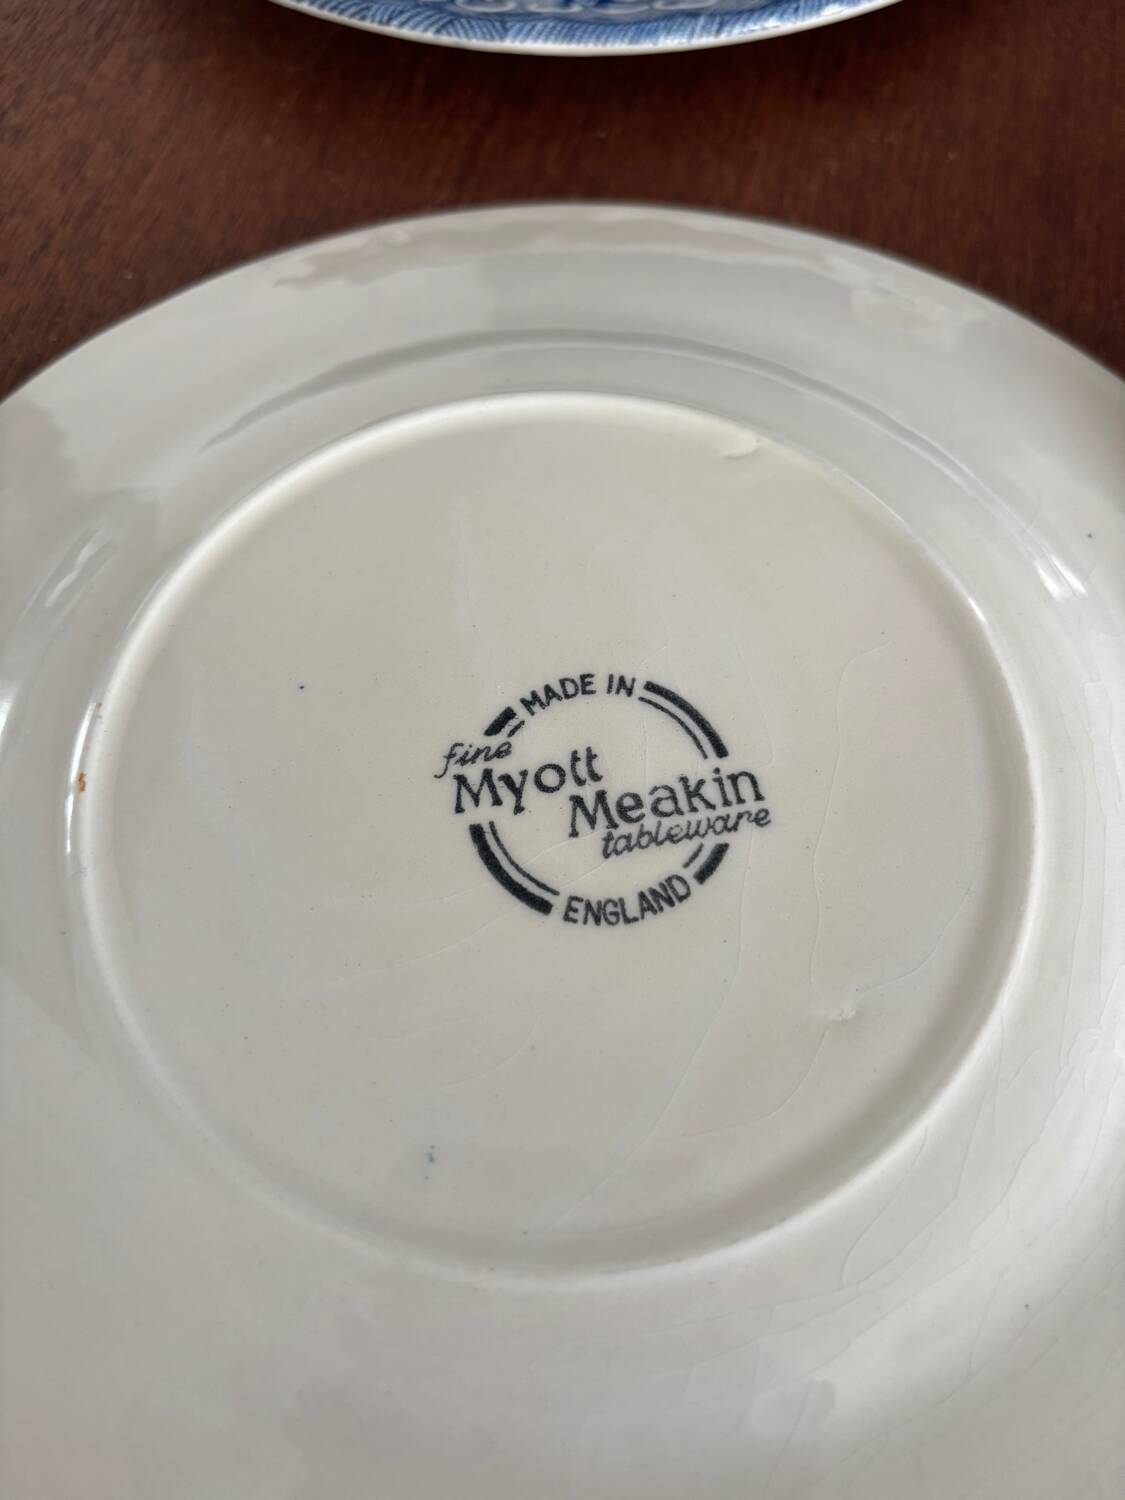 MADE IN
fine
Myott
Meakin
tableware
ENGLAND